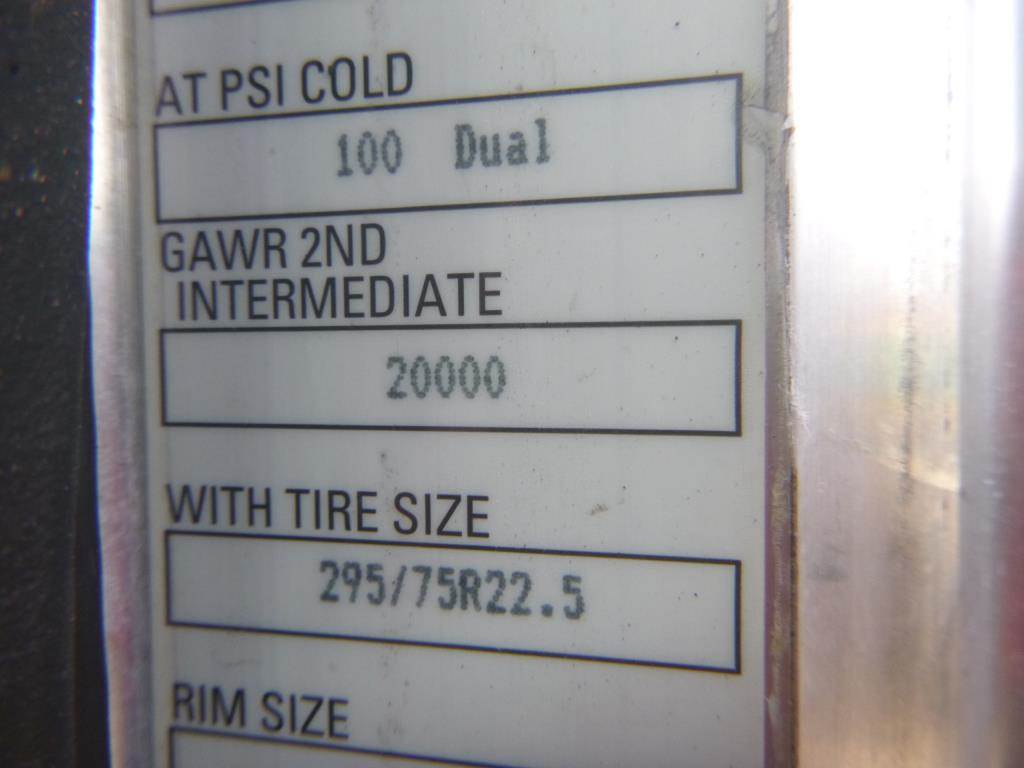 AT PSI COLD
100 Dual
GAWR 2ND
INTERMEDIATE
20000
WITH TIRE SIZE
295/75R22.5
RIM SIZE